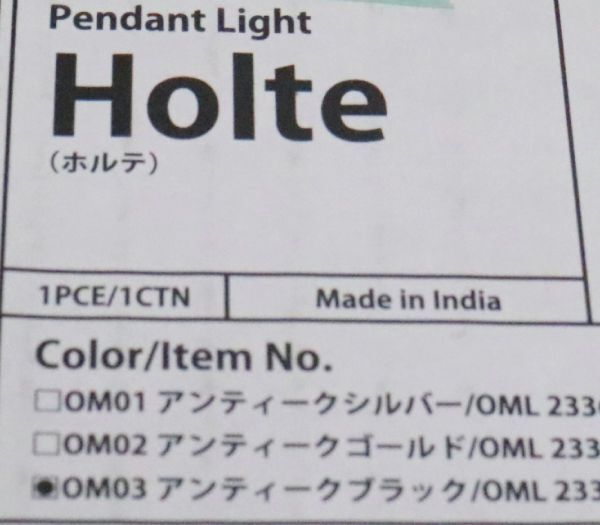 Pendant Light
Holte
（ホルテ）
1PCE/1CTN
Made in India
Color/Item No.
□OM01 アンティークシルバー/OML 233
□OM02 アンティークゴールド/OML 233
OM03 アンティークブラック/OML 233